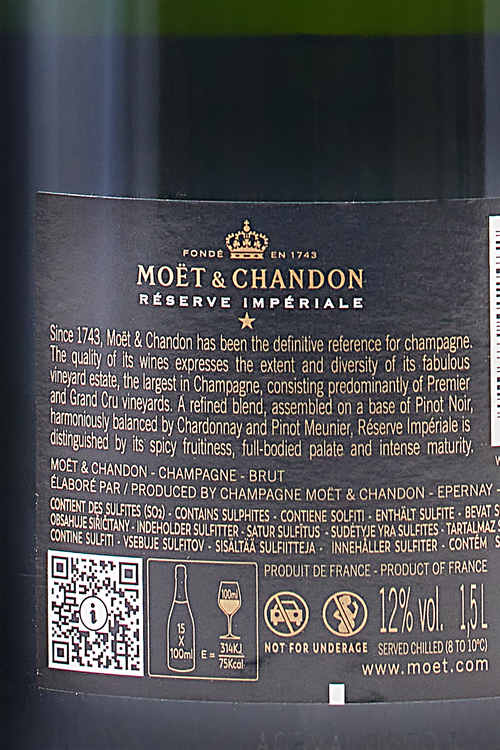 FONDÉ EN 1743
MOËT & CHANDON
RÉSERVE IMPÉRIALE
Since 1743, Moët & Chandon has been the definitive reference for champagne.
The quality of its wines expresses the extent and diversity of its fabulous
vineyard estate, the largest in Champagne, consisting predominantly of Premier
and Grand Cru vineyards. A refined blend, assembled on a base of Pinot Noir,
harmoniously balanced by Chardonnay and Pinot Meunier, Réserve Impériale is
distinguished by its spicy fruitiness, full-bodied palate and intense maturity.
MOËT & CHANDON - CHAMPAGNE - BRUT
ÉLABORÉ PAR / PRODUCED BY CHAMPAGNE MOËT & CHANDON - EPERNAY -
CONTIENT DES SULFITES (SO2) - CONTAINS SULPHITES - CONTIENE SOLFITI - ENTHÄLT SULFITE - BEVAT S
OBSAHUJE SIŘIČITANY - INDEHOLDER SULFITTER - SATUR SULFĪTUS - SUDĖTYJE YRA SULFITES - TARTALMAZ S
CONTINE SULFITI - VSEBUJE SULFITOV - SISÄLTÄÄ SULFIITTEJA - INNEHÅLLER SULFITER - CONTÉM S
PRODUIT DE FRANCE - PRODUCT OF FRANCE
15
X
100ml
100ml
E = 314KJ
75Kcal
12% vol. 1,5L
NOT FOR UNDERAGE
SERVED CHILLED (8 TO 10°C)
www.moet.com